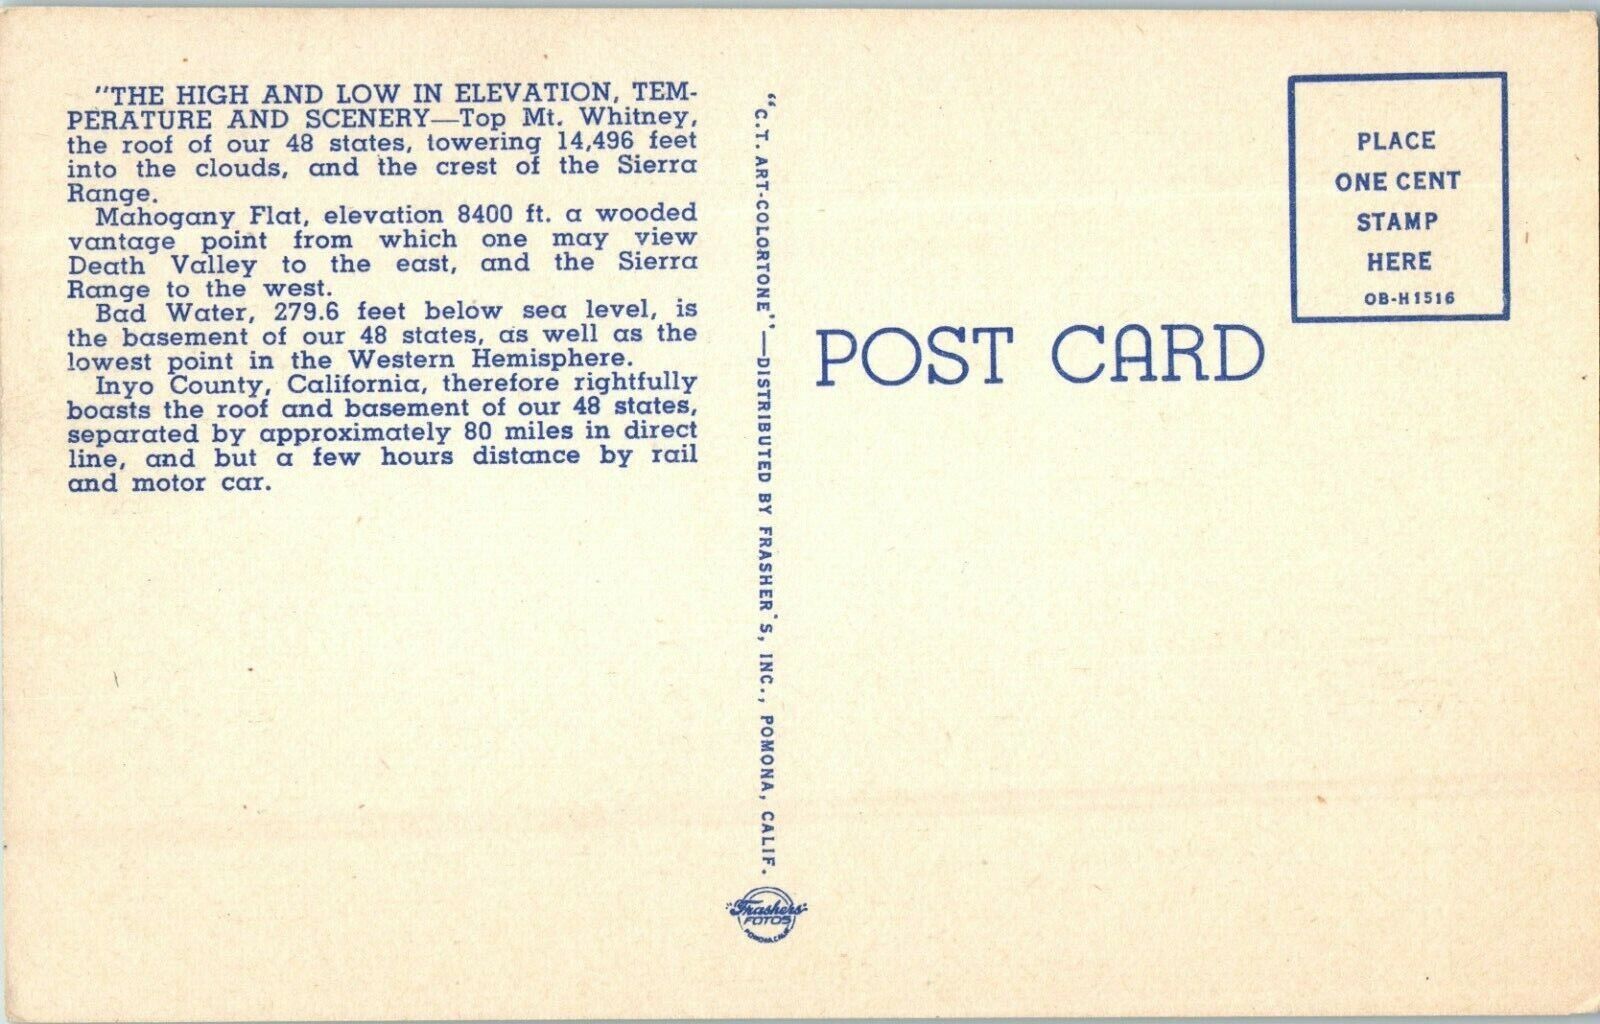 "THE HIGH AND LOW IN ELEVATION, TEM-
PERATURE AND SCENERY—Top Mt. Whitney,
the roof of our 48 states, towering 14,496 feet
into the clouds, and the crest of the Sierra
Range.
Mahogany Flat, elevation 8400 ft. a wooded
vantage point from which one may view
Death Valley to the east, and the Sierra
Range to the west.
Bad Water, 279.6 feet below sea level, is
the basement of our 48 states, as well as the
lowest point in the Western Hemisphere.
Inyo County, California, therefore rightfully
boasts the roof and basement of our 48 states,
separated by approximately 80 miles in direct
line, and but a few hours distance by rail
and motor car.
"C.T. ART-COLORTONE"—DISTRIBUTED BY FRASHER'S, INC., POMONA, CALIF.
"Frashers"
FOTOS
POMONA, CALIF.
POST CARD
PLACE
ONE CENT
STAMP
HERE
OB-H1516